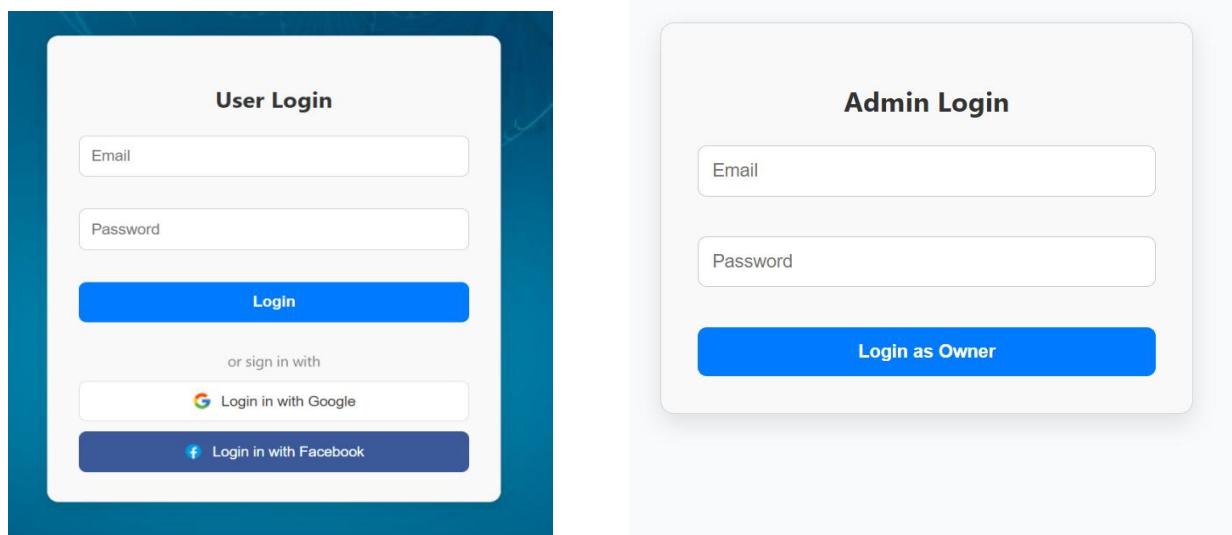 User Login
Email
Password
Login
or sign in with
Login in with Google
Login in with Facebook
Admin Login
Email
Password
Login as Owner